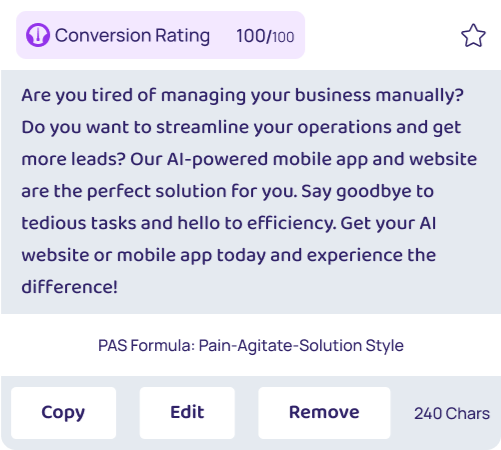 Conversion Rating 100/100
Are you tired of managing your business manually?
Do you want to streamline your operations and get
more leads? Our AI-powered mobile app and website
are the perfect solution for you. Say goodbye to
tedious tasks and hello to efficiency. Get your AI
website or mobile app today and experience the
difference!
PAS Formula: Pain-Agitate-Solution Style
Copy Edit Remove 240 Chars